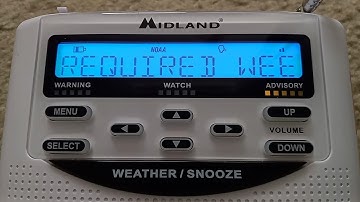 MIDLAND®
NOAA
REQUIRED WEE
WARNING WATCH ADVISORY
MENU UP
VOLUME
SELECT DOWN
WEATHER / SNOOZE